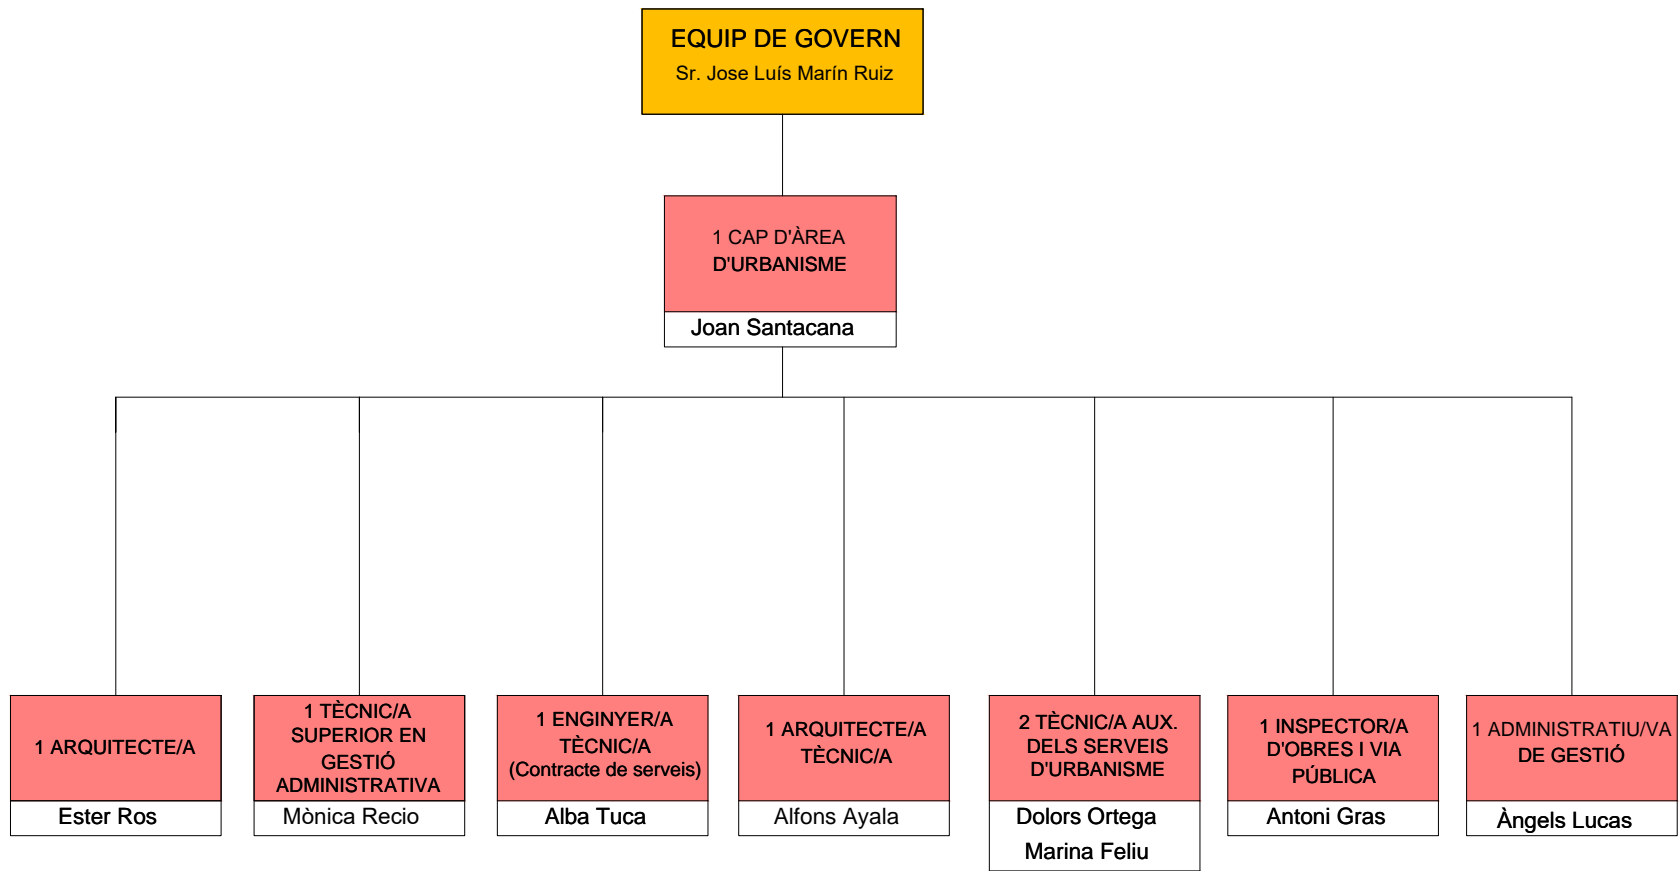 EQUIP DE GOVERN
Sr. Jose Luís Marín Ruiz
1 CAP D'ÀREA
D'URBANISME
Joan Santacana
1 ARQUITECTE/A
Ester Ros
1 TÈCNIC/A
SUPERIOR EN
GESTIÓ
ADMINISTRATIVA
Mònica Recio
1 ENGINYER/A
TÈCNIC/A
(Contracte de serveis)
Alba Tuca
1 ARQUITECTE/A
TÈCNIC/A
Alfons Ayala
2 TÈCNIC/A AUX.
DELS SERVEIS
D'URBANISME
Dolors Ortega
Marina Feliu
1 INSPECTOR/A
D'OBRES I VIA
PÚBLICA
Antoni Gras
1 ADMINISTRATIU/VA
DE GESTIÓ
Àngels Lucas